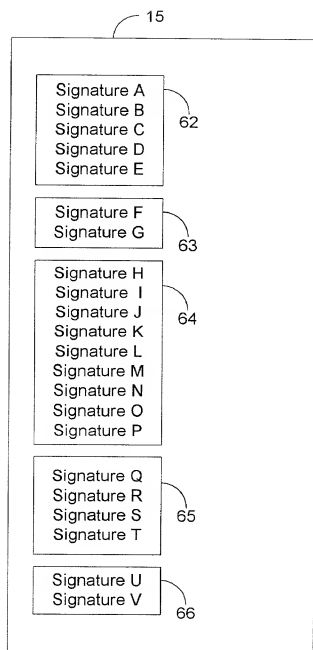 15
Signature A
Signature B
Signature C
Signature D
Signature E
62
Signature F
Signature G
63
Signature H
Signature I
Signature J
Signature K
Signature L
Signature M
Signature N
Signature O
Signature P
64
Signature Q
Signature R
Signature S
Signature T
65
Signature U
Signature V
66